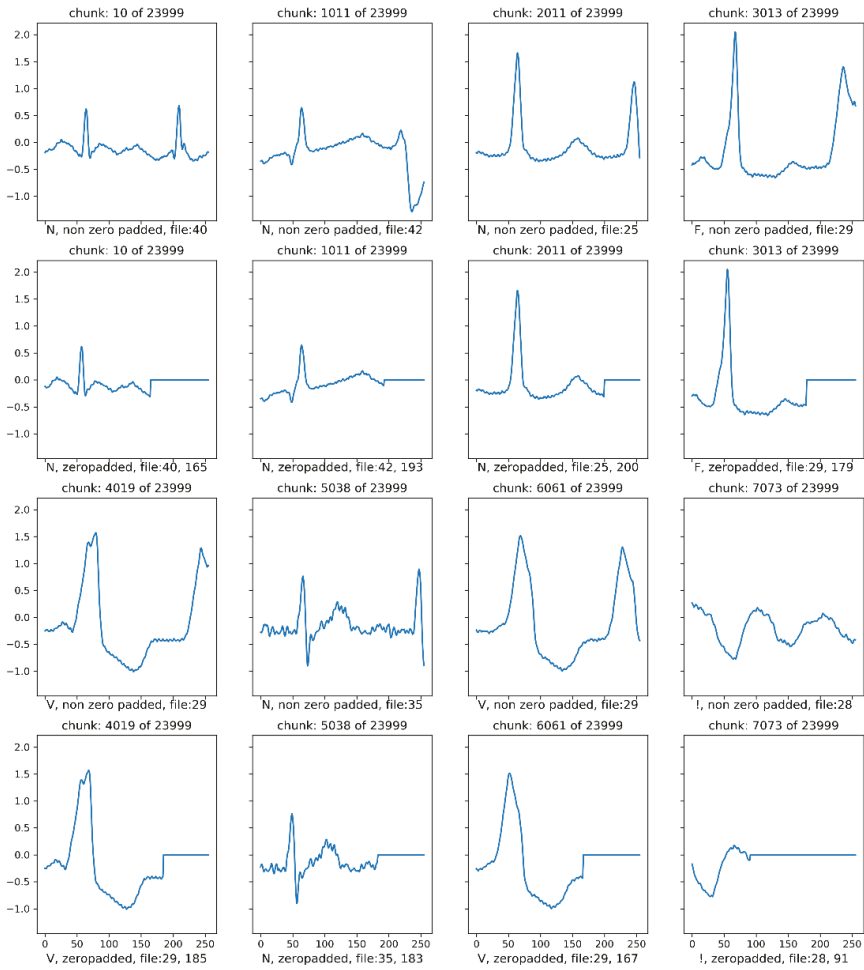 chunk: 10 of 23999
chunk: 1011 of 23999
chunk: 2011 of 23999
chunk: 3013 of 23999
2.0
1.5
1.0
0.5
0.0
−0.5
−1.0
N, non zero padded, file:40
N, non zero padded, file:42
N, non zero padded, file:25
F, non zero padded, file:29
chunk: 10 of 23999
chunk: 1011 of 23999
chunk: 2011 of 23999
chunk: 3013 of 23999
2.0
1.5
1.0
0.5
0.0
−0.5
−1.0
N, zeropadded, file:40, 165
N, zeropadded, file:42, 193
N, zeropadded, file:25, 200
F, zeropadded, file:29, 179
chunk: 4019 of 23999
chunk: 5038 of 23999
chunk: 6061 of 23999
chunk: 7073 of 23999
2.0
1.5
1.0
0.5
0.0
−0.5
−1.0
V, non zero padded, file:29
N, non zero padded, file:35
V, non zero padded, file:29
!, non zero padded, file:28
chunk: 4019 of 23999
chunk: 5038 of 23999
chunk: 6061 of 23999
chunk: 7073 of 23999
2.0
1.5
1.0
0.5
0.0
−0.5
−1.0
0 50 100 150 200 250
0 50 100 150 200 250
0 50 100 150 200 250
0 50 100 150 200 250
V, zeropadded, file:29, 185
N, zeropadded, file:35, 183
V, zeropadded, file:29, 167
!, zeropadded, file:28, 91